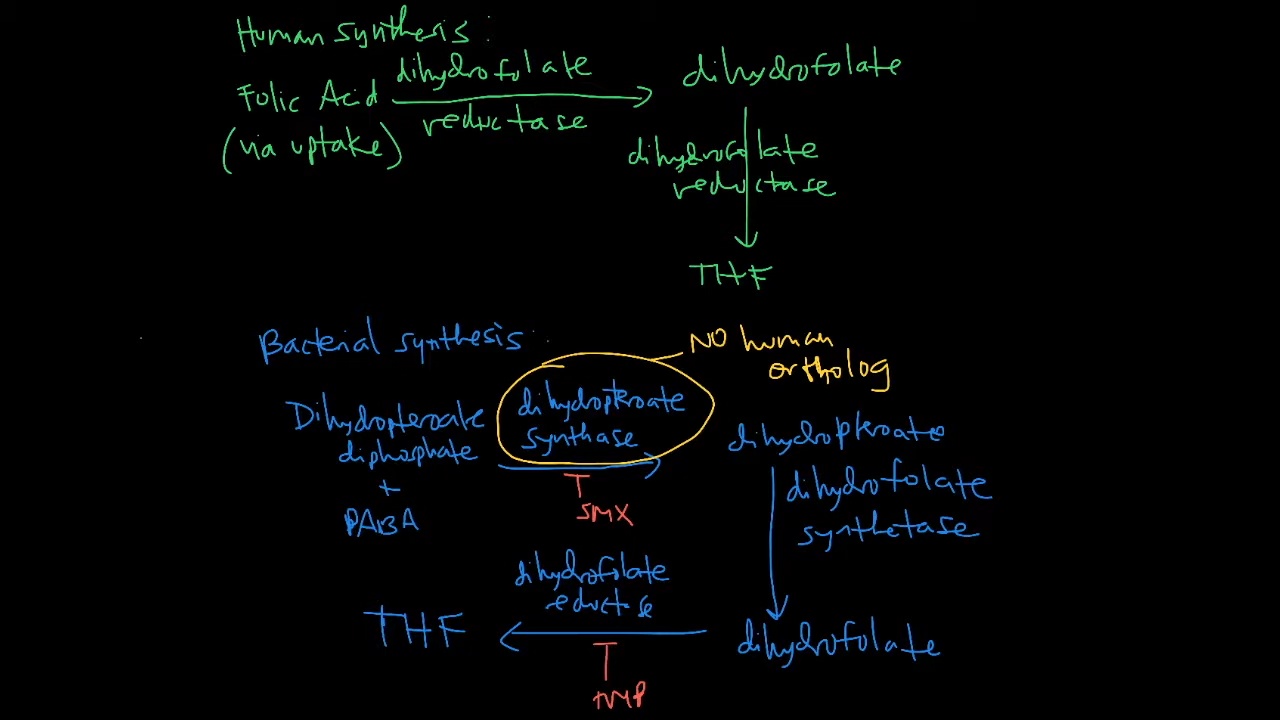 Human synthesis:
Folic Acid
(via uptake)
dihydrofolate
reductase
dihydrofolate
dihydrofolate
reductase
THF
Bacterial synthesis:
NO human
ortholog
Dihydropteroate
diphosphate
+
PABA
dihydropteroate
synthase
SMX
dihydropteroate
dihydrofolate
synthetase
dihydrofolate
dihydrofolate
reductase
TMP
THF